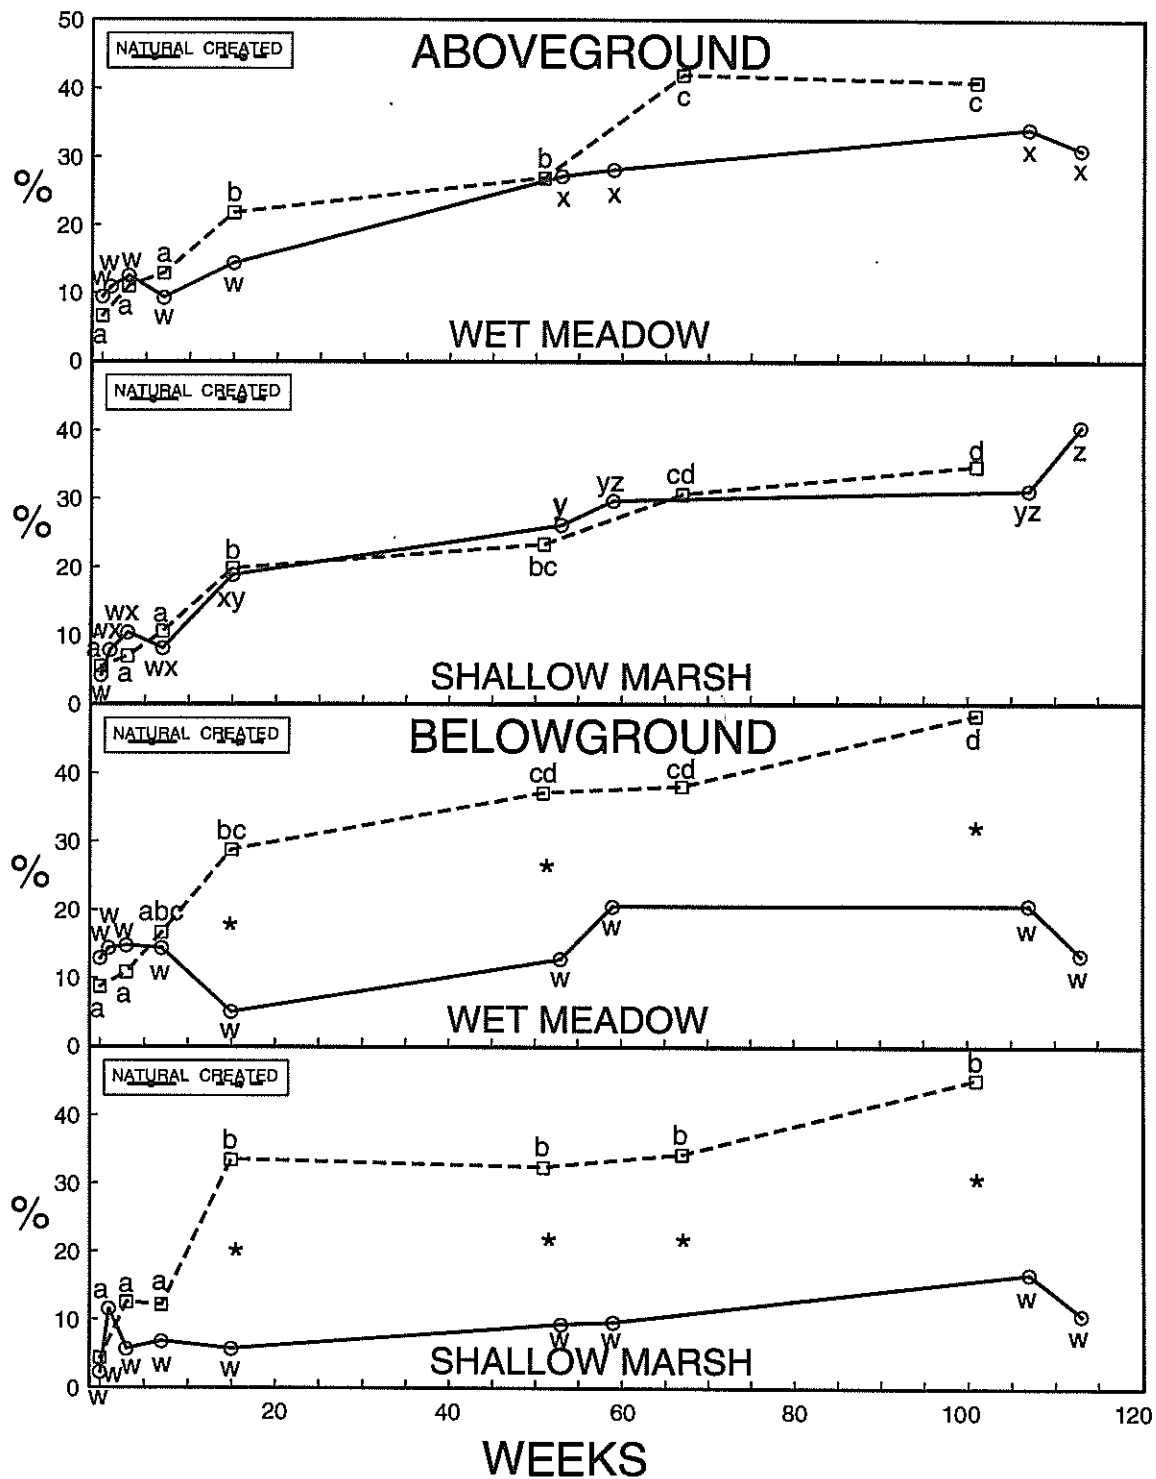 50
NATURAL CREATED
ABOVEGROUND
40
c
c
30
b
%
x
x
x
x
b
20
w w w
a
w
10
a
w
a
WET MEADOW
0
NATURAL CREATED
40
z
cd
d
yz
30
y
%
yz
bc
b
20
xy
wx
wx
a
10
a
a
wx
w
SHALLOW MARSH
0
NATURAL CREATED
BELOWGROUND
d
40
cd
cd
bc
*
30
*
%
*
abc
20
w
w
w
w
w
w
w
w
10
a
a
w
WET MEADOW
0
NATURAL CREATED
b
40
b
b
b
*
30
%
*
*
*
20
a
a
a
w
10
w
w
w
w
w
w
w
w
SHALLOW MARSH
0
20 40 60 80 100 120
WEEKS